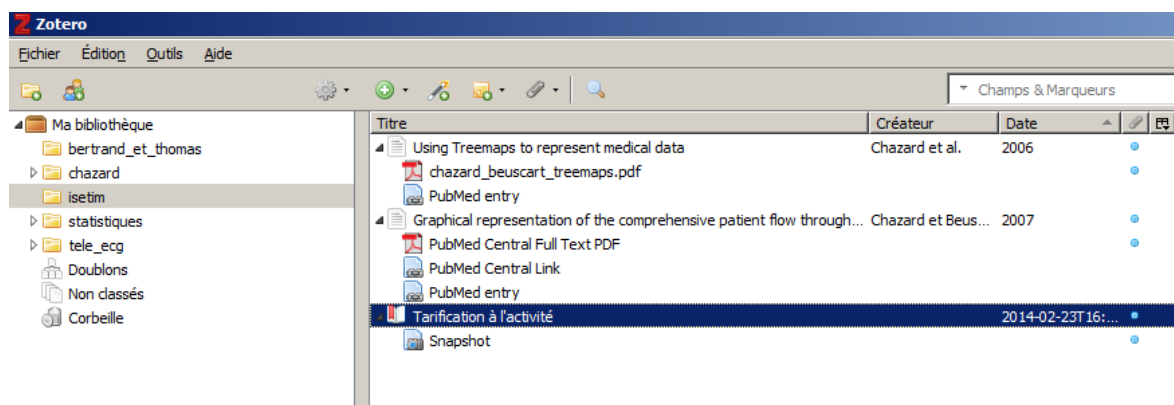 Zotero
Fichier Édition Outils Aide
Champs & Marqueurs
Ma bibliothèque
bertrand_et_thomas
chazard
isetim
statistiques
tele_ecg
Doublons
Non classés
Corbeille
Titre Créateur Date
Using Treemaps to represent medical data Chazard et al. 2006
chazard_beuscart_treemaps.pdf
PubMed entry
Graphical representation of the comprehensive patient flow through... Chazard et Beus... 2007
PubMed Central Full Text PDF
PubMed Central Link
PubMed entry
Tarification à l'activité 2014-02-23T16:...
Snapshot